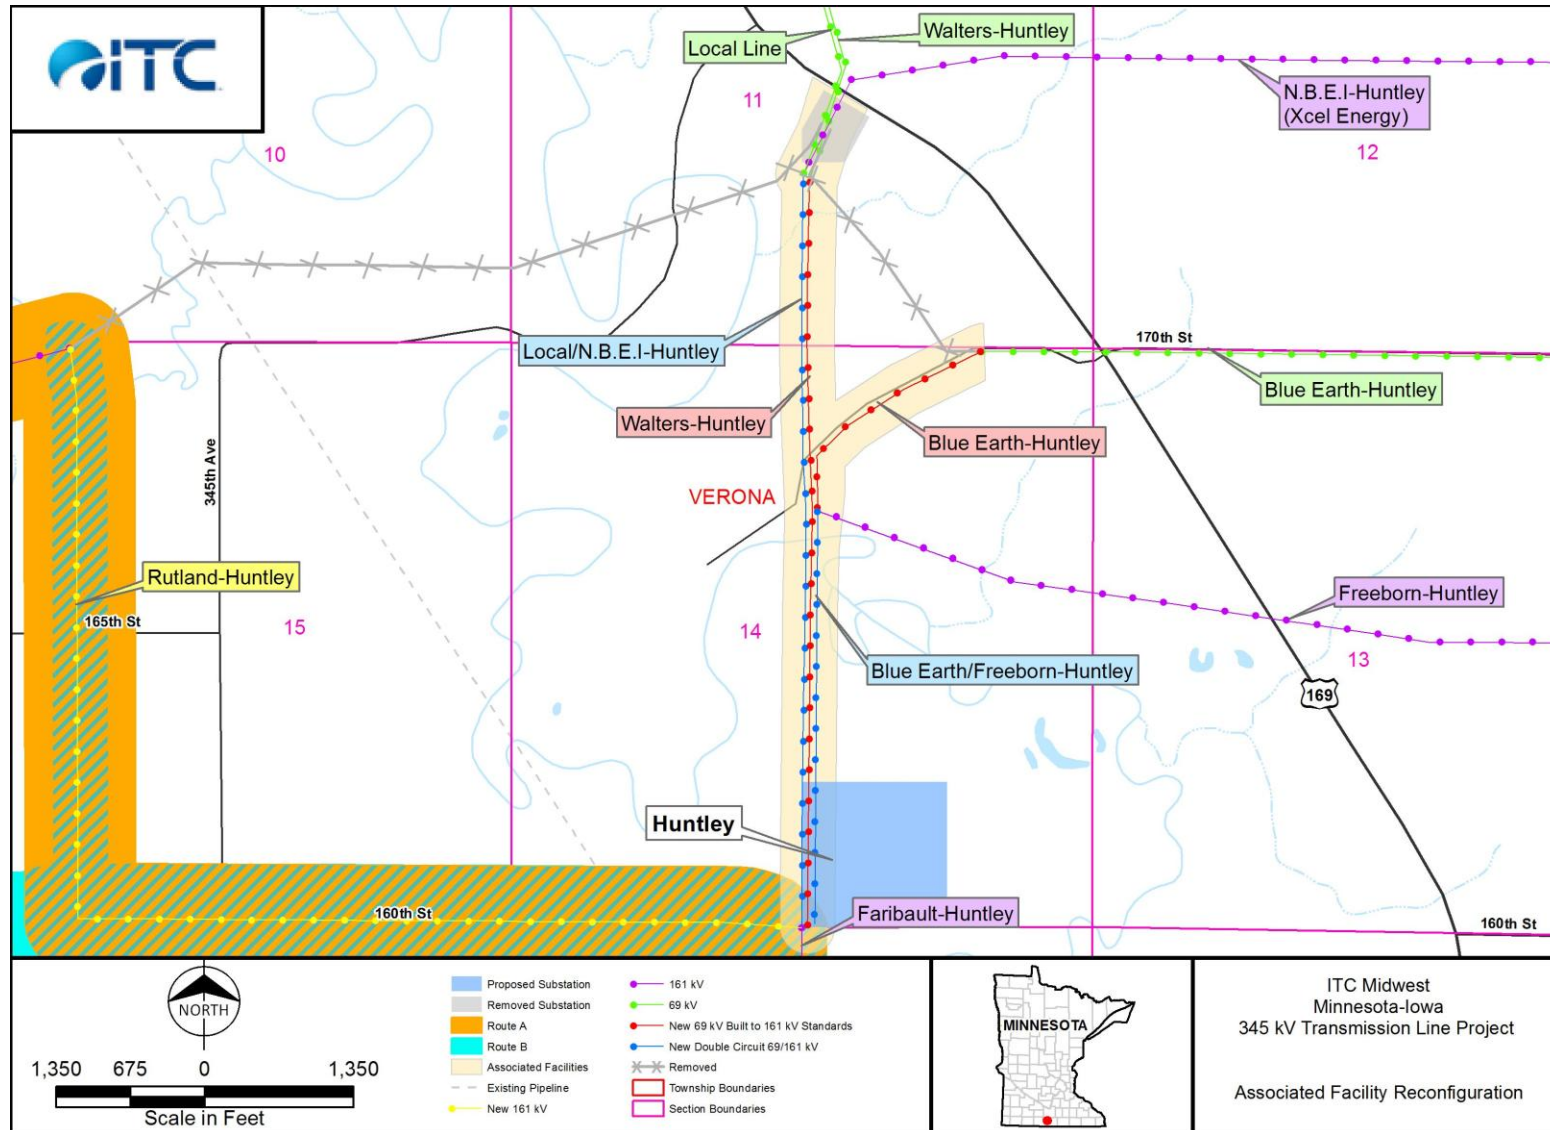 ITC
Local Line
Walters-Huntley
N.B.E.I-Huntley
(Xcel Energy)
11
10
12
170th St
Local/N.B.E.I-Huntley
Blue Earth-Huntley
Walters-Huntley
Blue Earth-Huntley
345th Ave
VERONA
Rutland-Huntley
Freeborn-Huntley
165th St
15
14
13
Blue Earth/Freeborn-Huntley
169
Huntley
160th St
Faribault-Huntley
160th St
NORTH
1,350 675 0 1,350
Scale in Feet
Proposed Substation
Removed Substation
Route A
Route B
Associated Facilities
Existing Pipeline
New 161 kV
161 kV
69 kV
New 69 kV Built to 161 kV Standards
New Double Circuit 69/161 kV
Removed
Township Boundaries
Section Boundaries
MINNESOTA
ITC Midwest
Minnesota-Iowa
345 kV Transmission Line Project
Associated Facility Reconfiguration